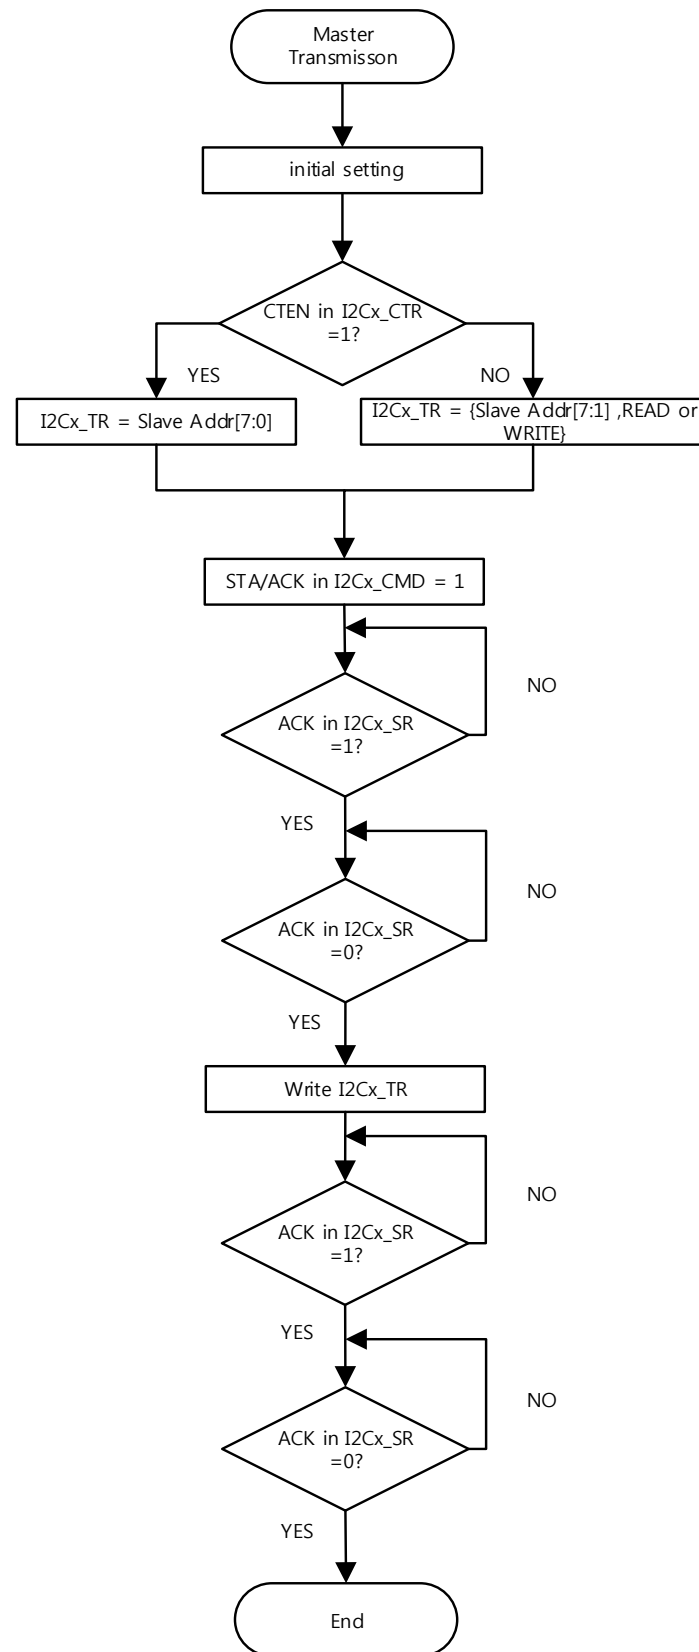 Master
Transmisson
initial setting
CTEN in I2Cx_CTR
=1?
YES
NO
I2Cx_TR = Slave Addr[7:0]
I2Cx_TR = {Slave Addr[7:1] ,READ or
WRITE}
STA/ACK in I2Cx_CMD = 1
NO
ACK in I2Cx_SR
=1?
YES
NO
ACK in I2Cx_SR
=0?
YES
Write I2Cx_TR
NO
ACK in I2Cx_SR
=1?
YES
NO
ACK in I2Cx_SR
=0?
YES
End